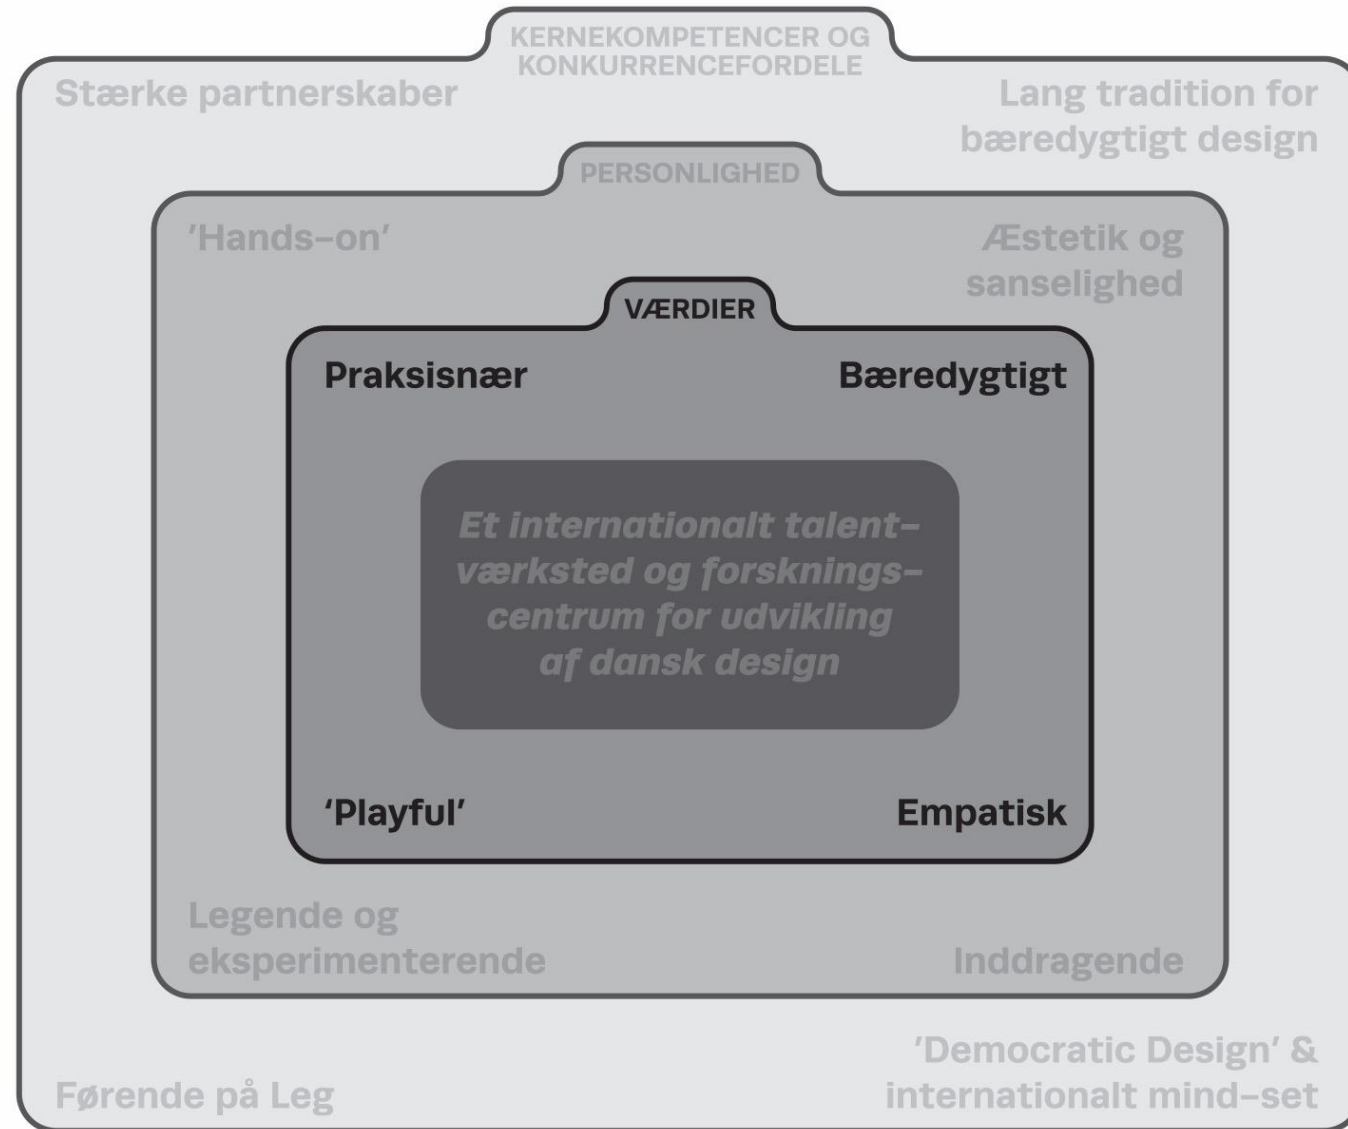 KERNEKOMPETENCER OG
KONKURRENCEFORDELE
Stærke partnerskaber
Lang tradition for
bæredygtigt design
PERSONLIGHED
’Hands–on’
Æstetik og
sanselighed
VÆRDIER
Praksisnær
Bæredygtigt
Et internationalt talent–
værksted og forsknings–
centrum for udvikling
af dansk design
‘Playful’
Empatisk
Legende og
eksperimenterende
Inddragende
Førende på Leg
’Democratic Design’ &
internationalt mind–set